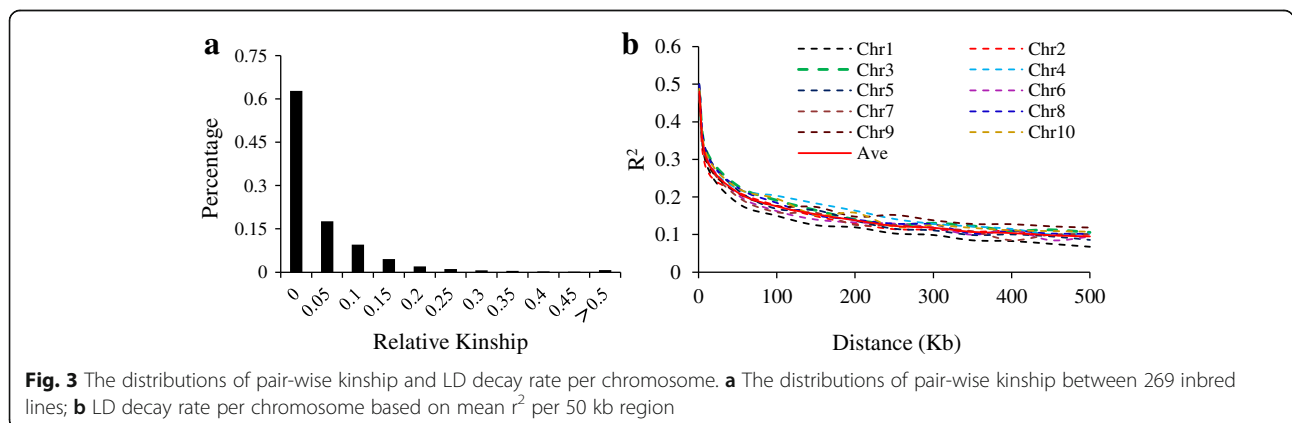 a
0.75
0.6
0.45
0.3
0.15
0
Percentage
0 0.05 0.1 0.15 0.2 0.25 0.3 0.35 0.4 0.45 >0.5
Relative Kinship
b
0.6
0.5
0.4
0.3
0.2
0.1
0
R²
Chr1 Chr2
Chr3 Chr4
Chr5 Chr6
Chr7 Chr8
Chr9 Chr10
Ave
0 100 200 300 400 500
Distance (Kb)
Fig. 3 The distributions of pair-wise kinship and LD decay rate per chromosome. a The distributions of pair-wise kinship between 269 inbred
lines; b LD decay rate per chromosome based on mean r² per 50 kb region